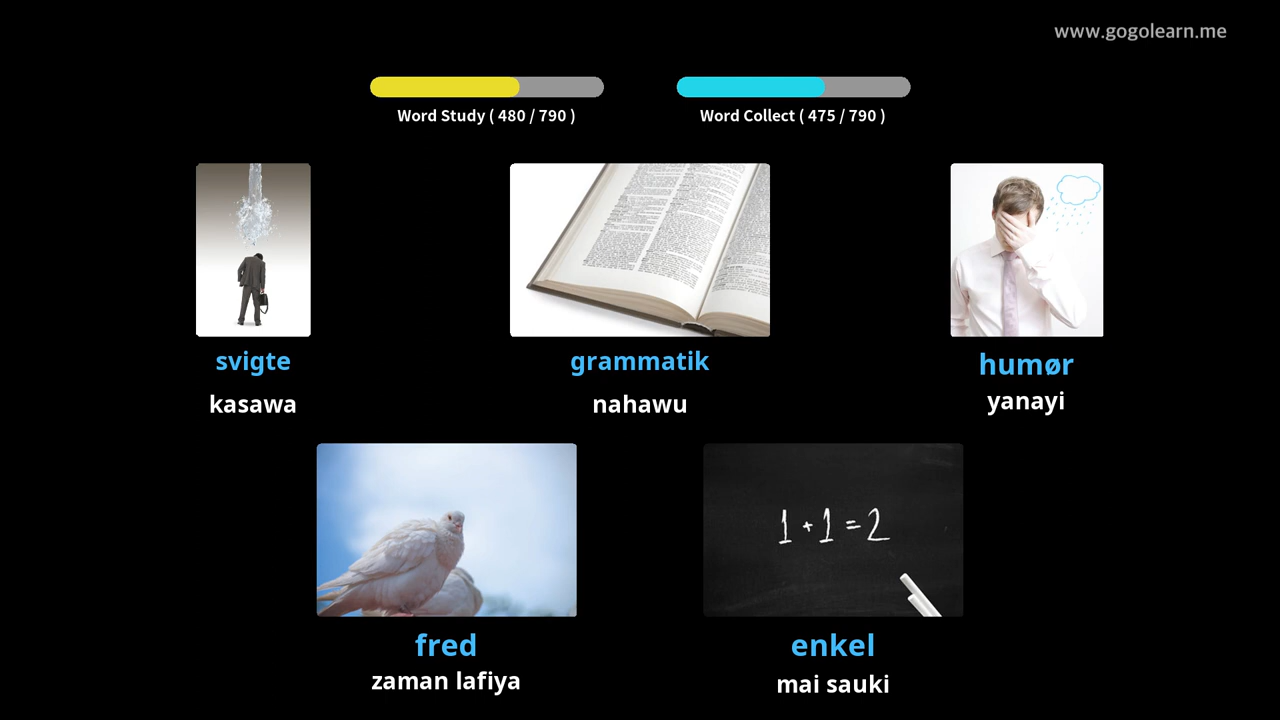 www.gogolearn.me
Word Study ( 480 / 790 )
Word Collect ( 475 / 790 )
svigte
kasawa
grammatik
nahawu
humør
yanayi
1 + 1 = 2
fred
zaman lafiya
enkel
mai sauki